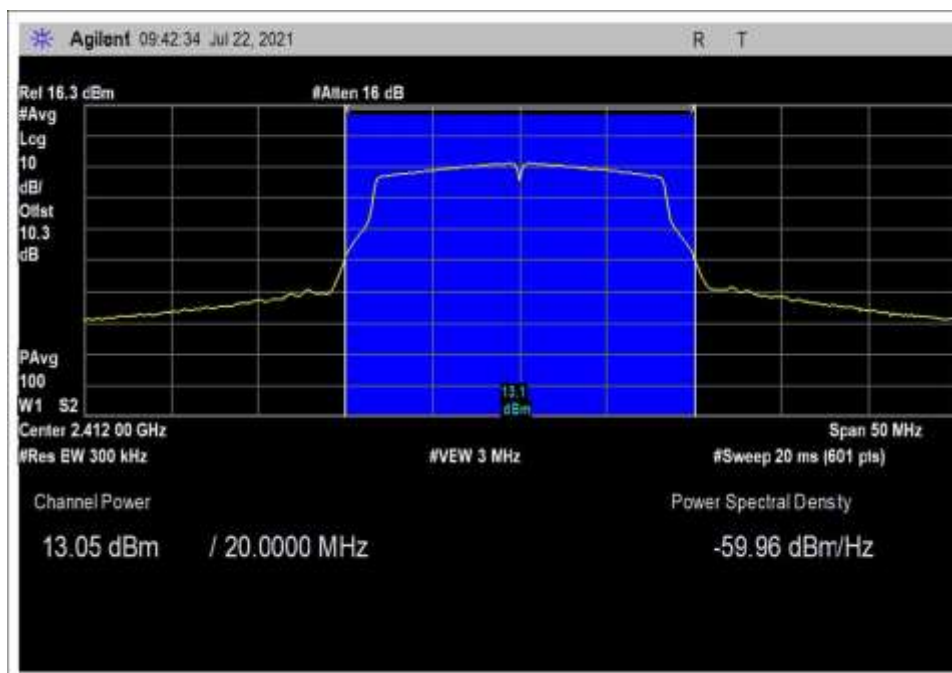 Agilent 09:42:34 Jul 22, 2021 R T
Ref 16.3 dBm #Atten 16 dB
#Avg
Log
10
dB/
Offst
10.3
dB
13.1
dBm
PAvg
100
W1 S2
Center 2.412 00 GHz Span 50 MHz
#Res BW 300 kHz #VBW 3 MHz #Sweep 20 ms (601 pts)
Channel Power Power Spectral Density
13.05 dBm / 20.0000 MHz -59.96 dBm/Hz